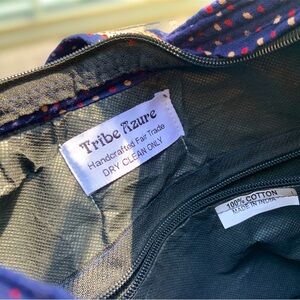 Tribe Azure
Handcrafted Fair Trade
DRY CLEAN ONLY
100% COTTON
MADE IN INDIA